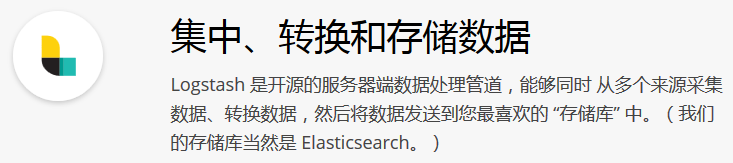 集中、转换和存储数据
Logstash 是开源的服务器端数据处理管道，能够同时 从多个来源采集
数据、转换数据，然后将数据发送到您最喜欢的 “存储库” 中。（ 我们
的存储库当然是 Elasticsearch。 ）